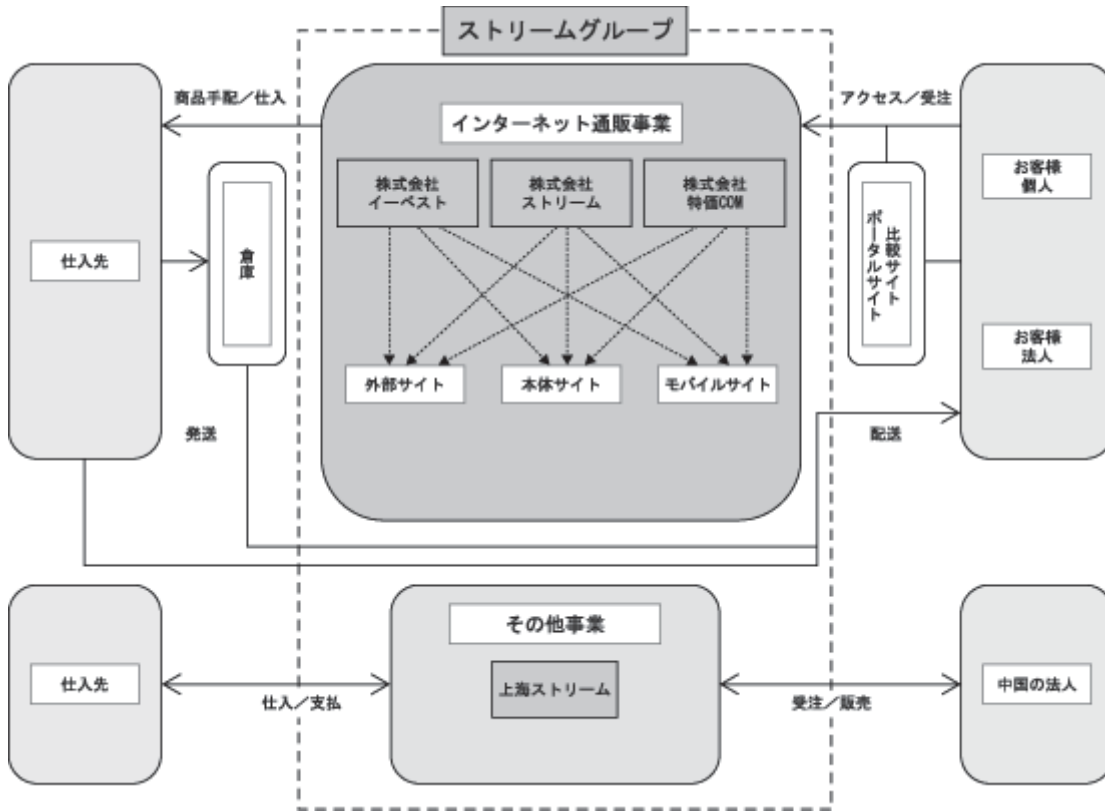 ストリームグループ
商品手配／仕入
アクセス／受注
インターネット通販事業
株式会社
イーベスト
株式会社
ストリーム
株式会社
特価COM
お客様
個人
仕入先
倉庫
比較サイト
ポータルサイト
お客様
法人
外部サイト
本体サイト
モバイルサイト
発送
配送
その他事業
仕入先
上海ストリーム
中国の法人
仕入／支払
受注／販売